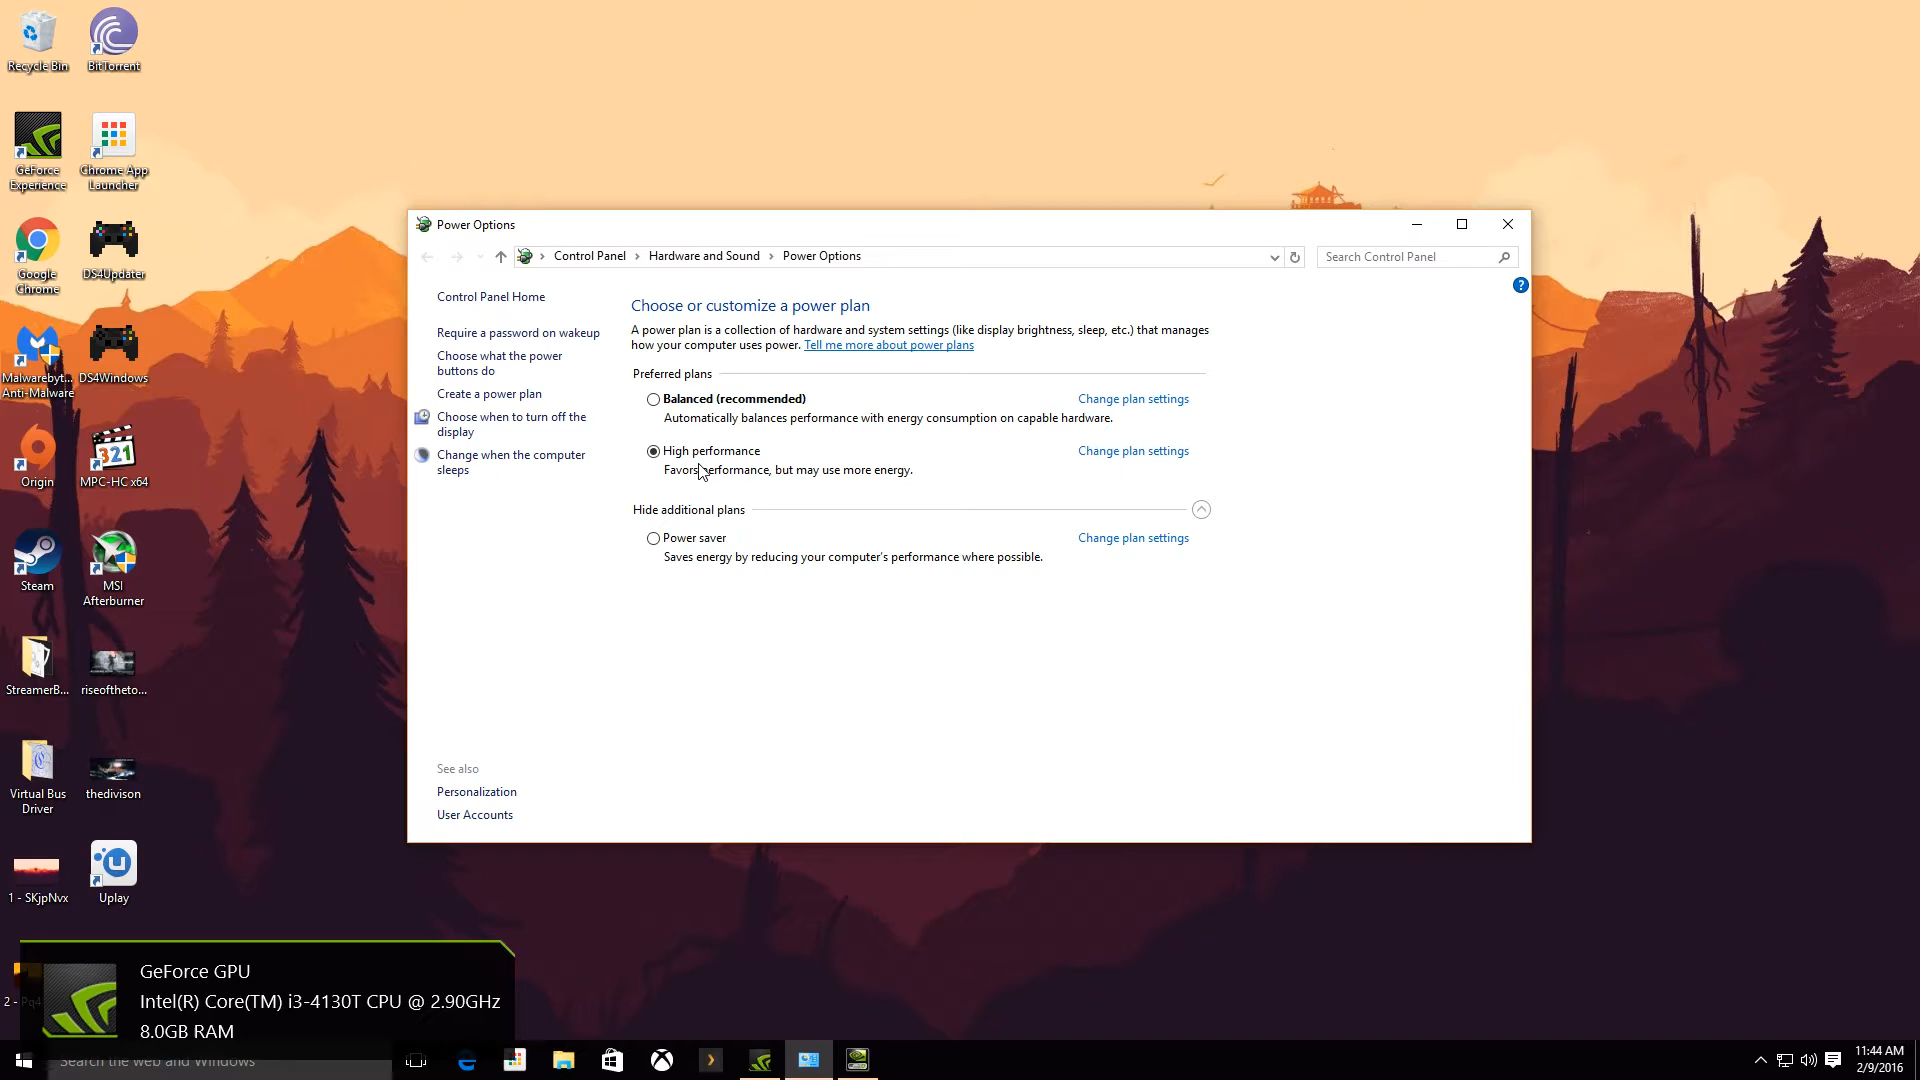 Recycle Bin
BitTorrent
GeForce
Experience
Chrome App
Launcher
Google
Chrome
DS4Updater
Malwarebyt...
Anti-Malware
DS4Windows
Origin
MPC-HC x64
321
Steam
MSI
Afterburner
StreamerB...
riseoftheto...
Virtual Bus
Driver
thedivison
1 - SKjpNvx
Uplay
Power Options
Control Panel
Hardware and Sound
Power Options
Search Control Panel
?
Control Panel Home
Require a password on wakeup
Choose what the power
buttons do
Create a power plan
Choose when to turn off the
display
Change when the computer
sleeps
See also
Personalization
User Accounts
Choose or customize a power plan
A power plan is a collection of hardware and system settings (like display brightness, sleep, etc.) that manages
how your computer uses power. Tell me more about power plans
Preferred plans
Balanced (recommended) Change plan settings
Automatically balances performance with energy consumption on capable hardware.
High performance Change plan settings
Favors performance, but may use more energy.
Hide additional plans
Power saver Change plan settings
Saves energy by reducing your computer's performance where possible.
GeForce GPU
Intel(R) Core(TM) i3-4130T CPU @ 2.90GHz
8.0GB RAM
Search the web and Windows
11:44 AM
2/9/2016